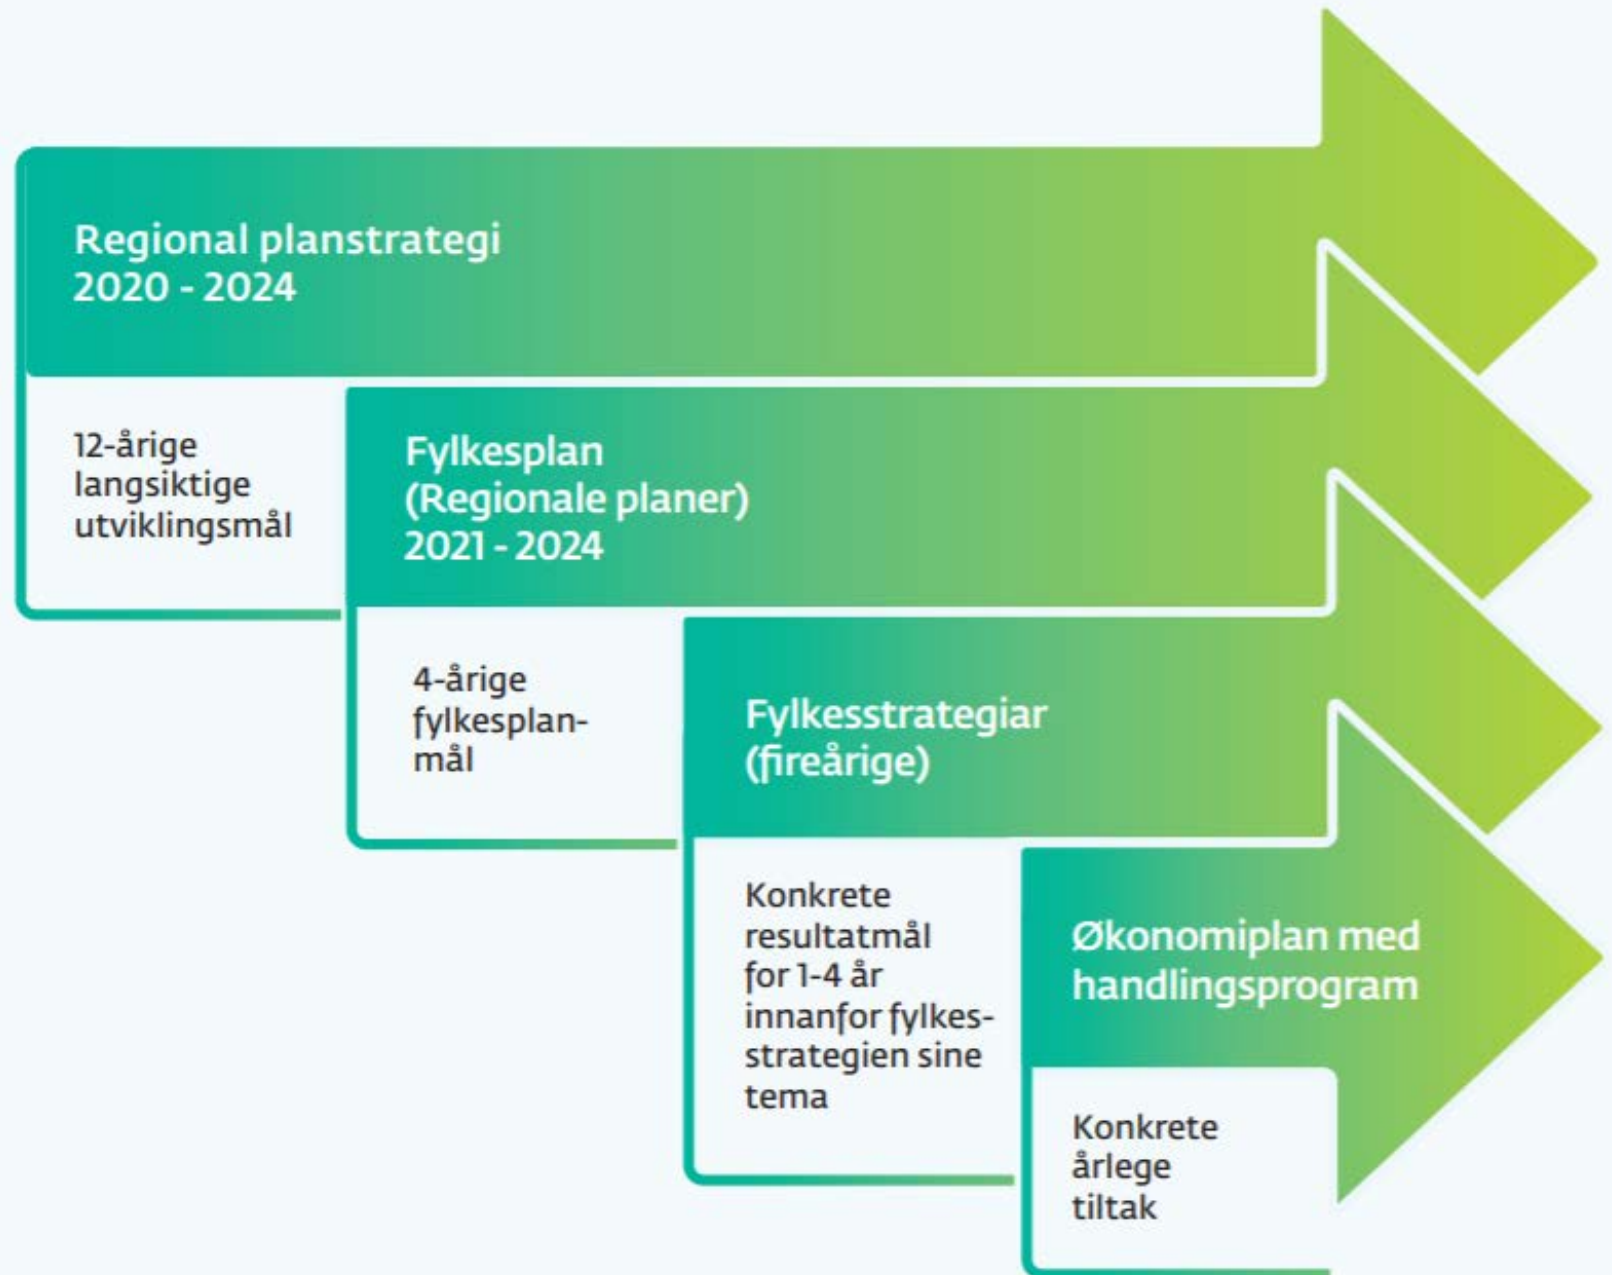 Regional planstrategi
2020 - 2024
12-årige
langsiktige
utviklingsmål
Fylkesplan
(Regionale planer)
2021 - 2024
4-årige
fylkesplan-
mål
Fylkesstrategiar
(fireårige)
Konkrete
resultatmål
for 1-4 år
innanfor fylkes-
strategien sine
tema
Økonomiplan med
handlingsprogram
Konkrete
årlege
tiltak